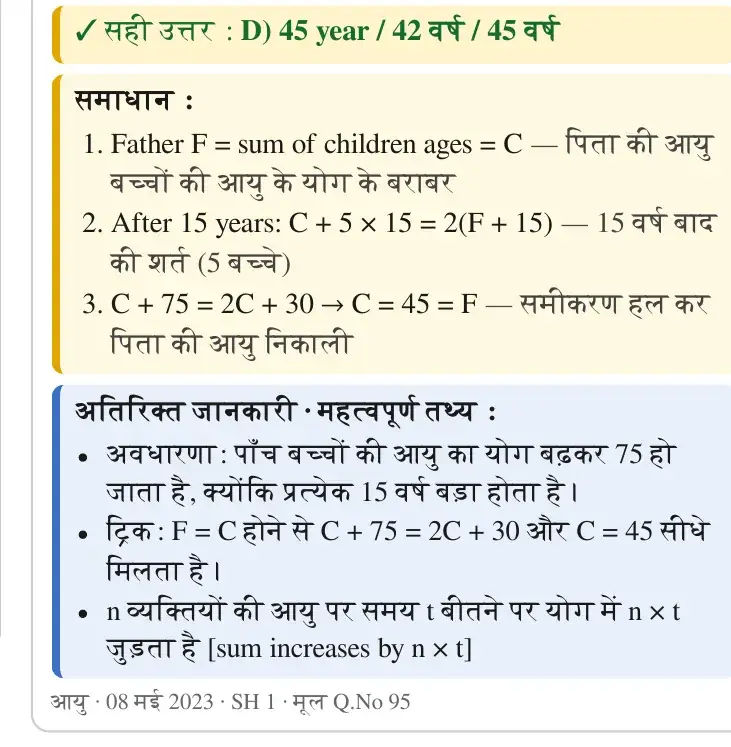 ✓ सही उत्तर : D) 45 year / 42 वर्ष / 45 वर्ष
समाधान :
1. Father F = sum of children ages = C — पिता की आयु
बच्चों की आयु के योग के बराबर
2. After 15 years: C + 5 × 15 = 2(F + 15) — 15 वर्ष बाद
की शर्त (5 बच्चे)
3. C + 75 = 2C + 30 → C = 45 = F — समीकरण हल कर
पिता की आयु निकाली
अतिरिक्त जानकारी · महत्वपूर्ण तथ्य :
• अवधारणा : पाँच बच्चों की आयु का योग बढ़कर 75 हो
जाता है, क्योंकि प्रत्येक 15 वर्ष बड़ा होता है।
• ट्रिक : F = C होने से C + 75 = 2C + 30 और C = 45 सीधे
मिलता है।
• n व्यक्तियों की आयु पर समय t बीतने पर योग में n × t
जुड़ता है [sum increases by n × t]
आयु · 08 मई 2023 · SH 1 · मूल Q.No 95